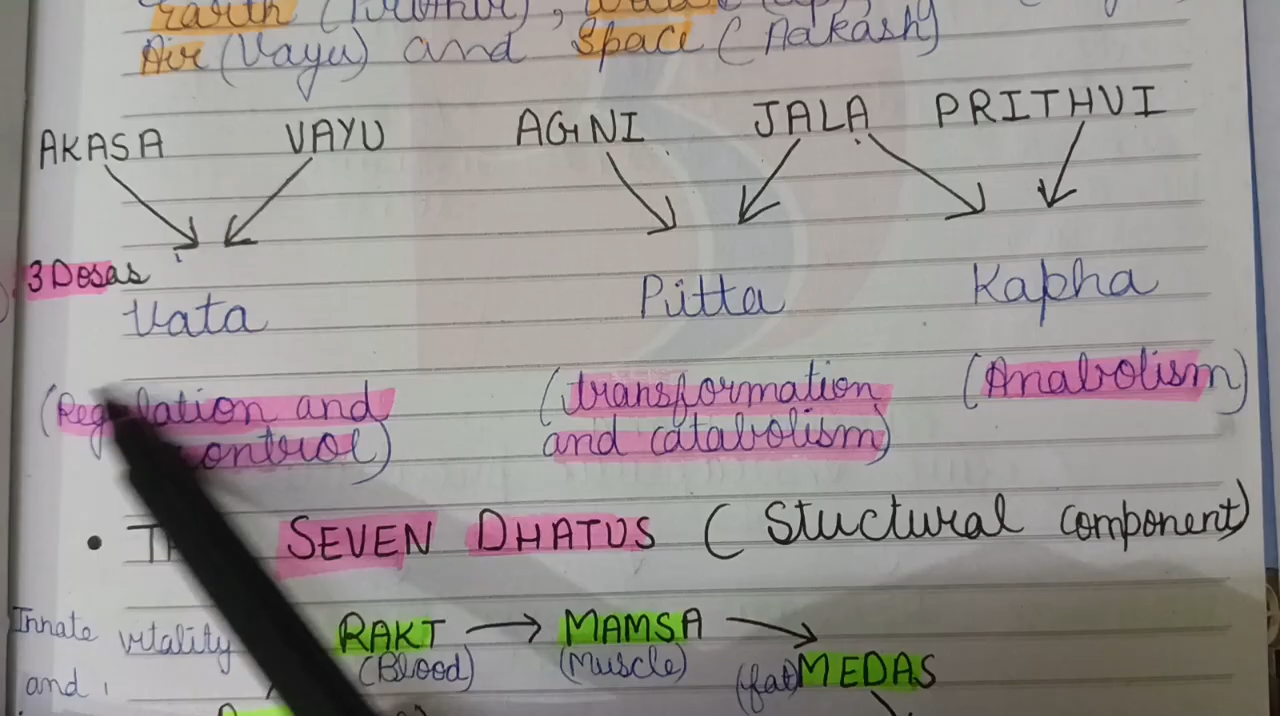 Earth (
Air (Vayu) and Space (Aakash)
AKASA VAYU AGNI JALA PRITHVI
3 Dosas
Vata Pitta Kapha
(Regulation and (transformation (Anabolism)
control) and catabolism)
• SEVEN DHATUS (Stuctural component)
Innate vitality RAKT → MAMSA →
and (Blood) (Muscle) (fat) MEDAS